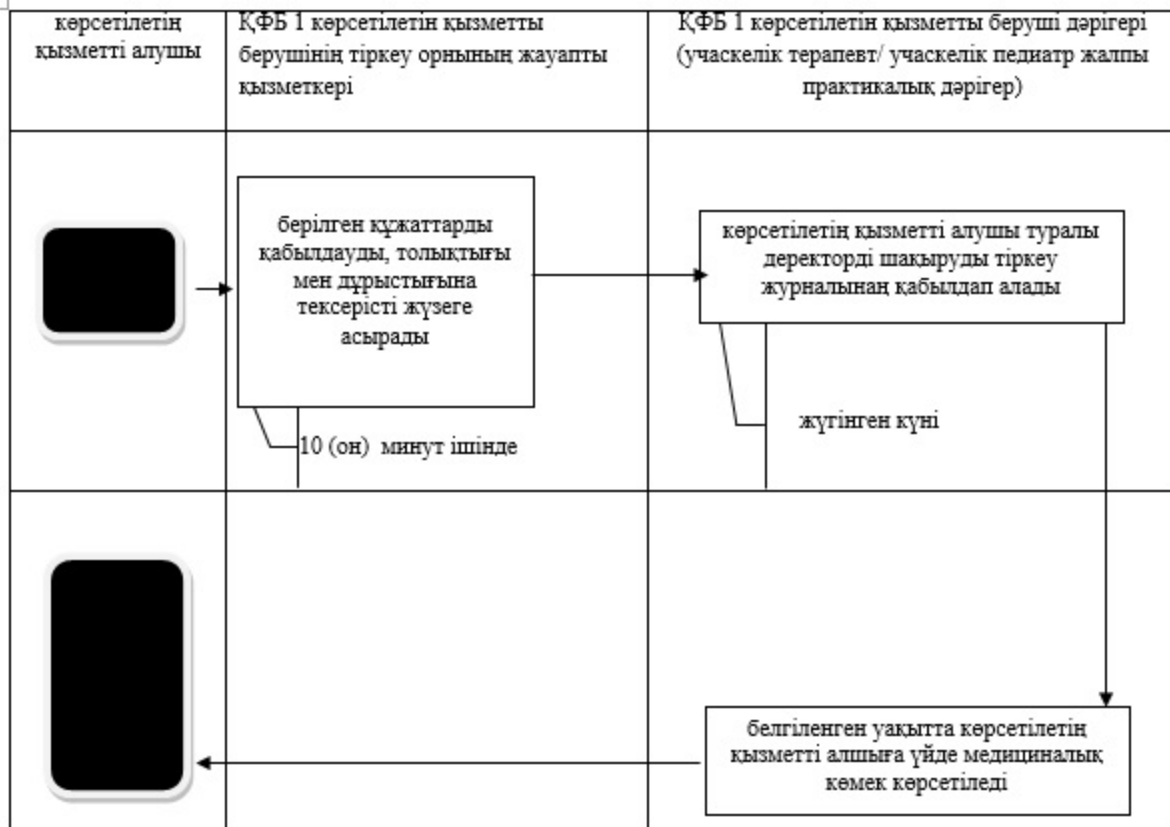 көрсетілетің
қызметті алушы
ҚФБ 1 көрсетілетін қызметты
берушінің тіркеу орнының жауапты
қызметкері
ҚФБ 1 көрсетілетін қызметты беруші дәрігері
(учаскелік терапевт/ учаскелік педиатр жалпы
практикалық дәрігер)
берілген құжаттарды
қабылдауды, толықтығы
мен дұрыстығына
тексерісті жүзеге
асырады
көрсетілетің қызметті алушы туралы
деректорді шақыруды тіркеу
журналынаң қабылдап алады
10 (он) минут ішінде
жүгінген күні
белгіленген уақытта көрсетілетің
қызметті алшыға үйде медициналық
көмек көрсетіледі